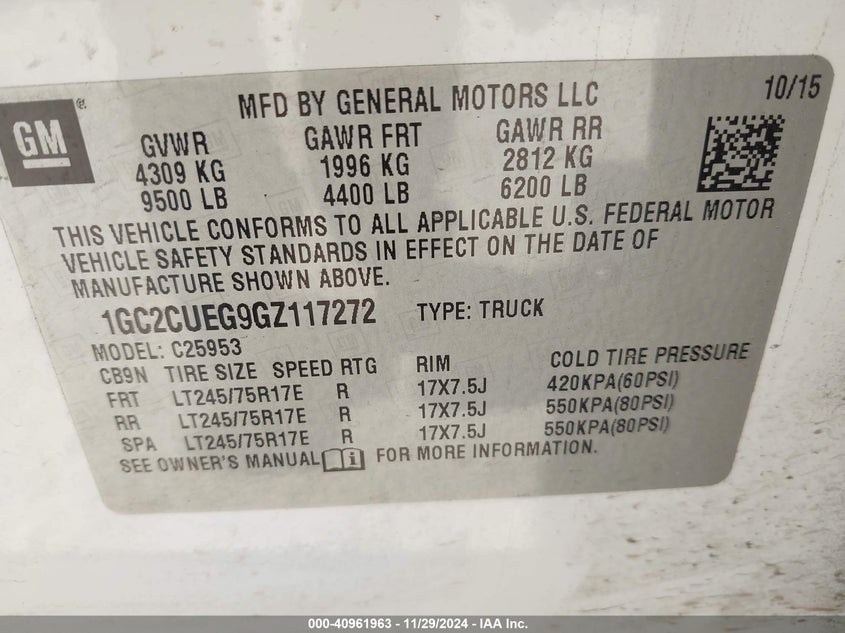 GM ®
MFD BY GENERAL MOTORS LLC 10/15
GVWR GAWR FRT GAWR RR
4309 KG 1996 KG 2812 KG
9500 LB 4400 LB 6200 LB
THIS VEHICLE CONFORMS TO ALL APPLICABLE U.S. FEDERAL MOTOR
VEHICLE SAFETY STANDARDS IN EFFECT ON THE DATE OF
MANUFACTURE SHOWN ABOVE.
1GC2CUEG9GZ117272 TYPE: TRUCK
MODEL: C25953
CB9N TIRE SIZE SPEED RTG RIM COLD TIRE PRESSURE
FRT LT245/75R17E R 17X7.5J 420KPA(60PSI)
RR LT245/75R17E R 17X7.5J 550KPA(80PSI)
SPA LT245/75R17E R 17X7.5J 550KPA(80PSI)
SEE OWNER'S MANUAL FOR MORE INFORMATION.
000-40961963 - 11/29/2024 - IAA Inc.